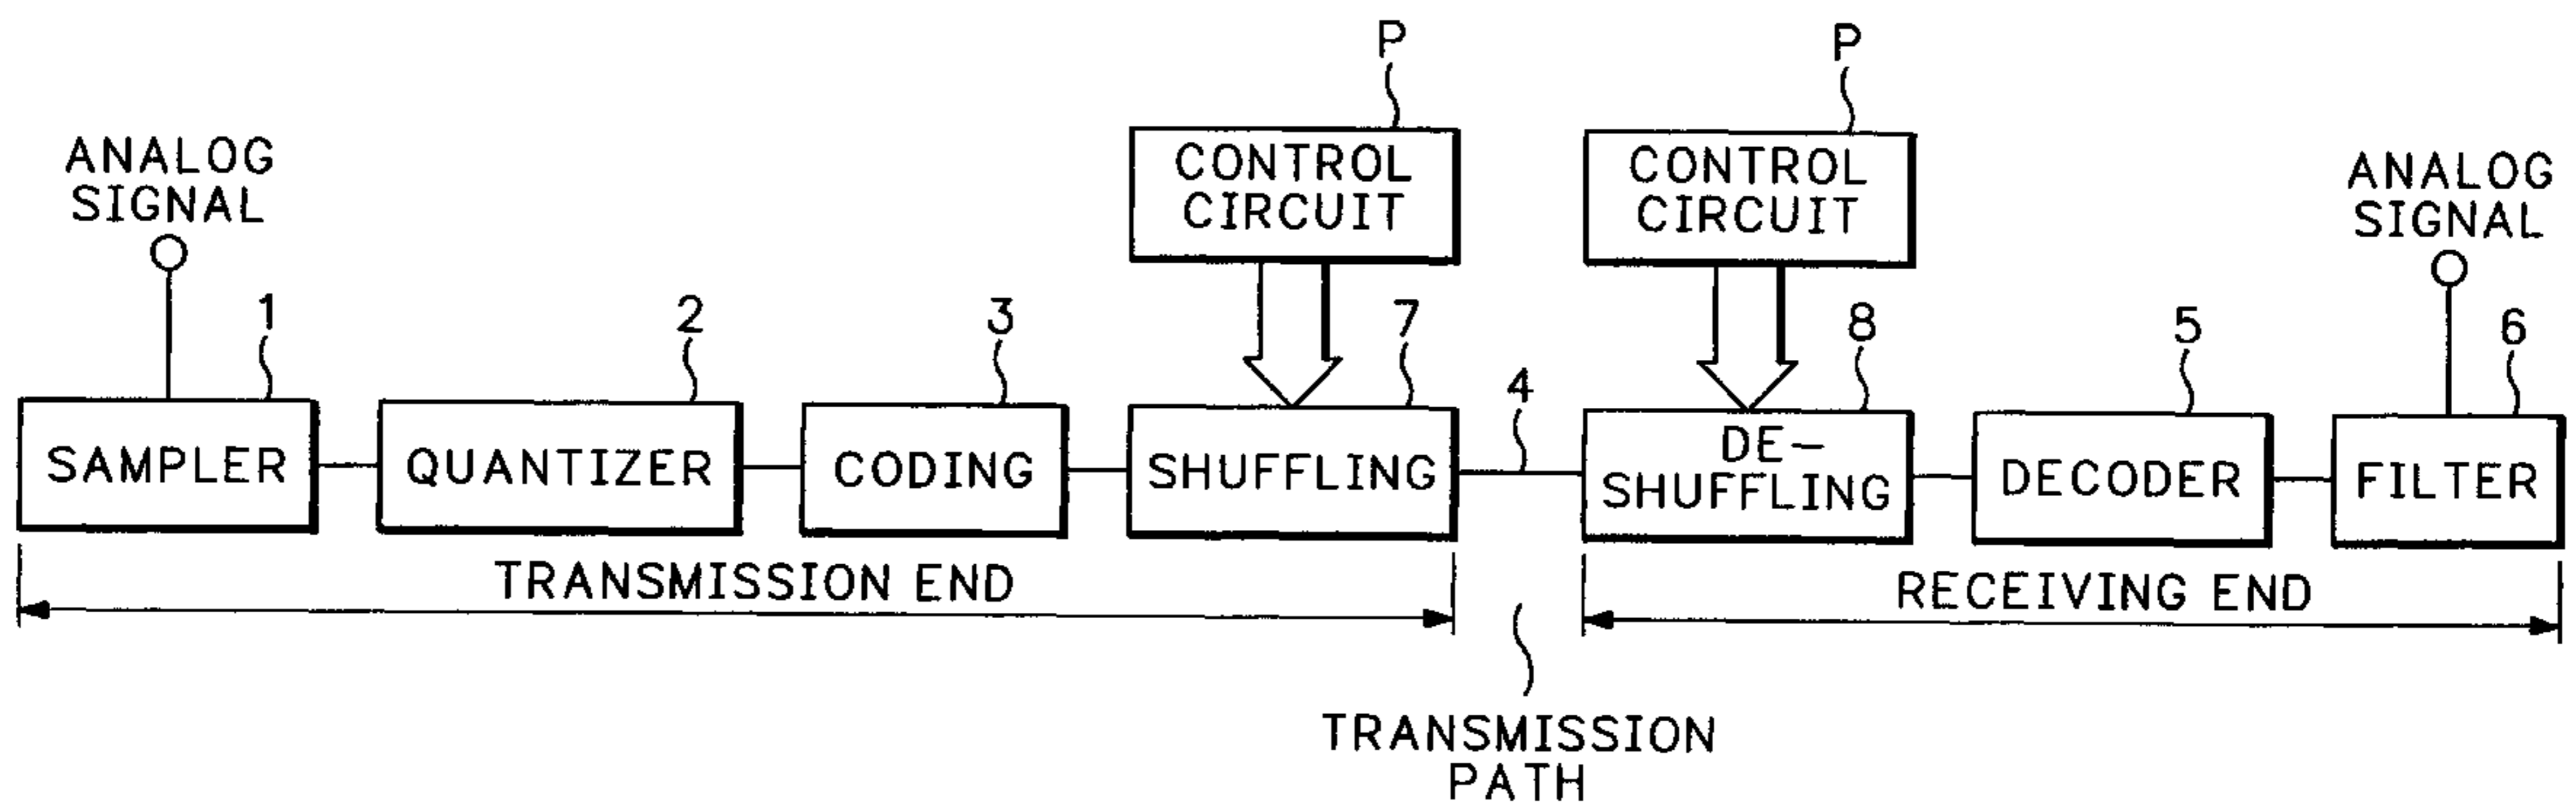 P
P
ANALOG
SIGNAL
CONTROL
CIRCUIT
CONTROL
CIRCUIT
ANALOG
SIGNAL
1
2
3
7
4
8
5
6
SAMPLER
QUANTIZER
CODING
SHUFFLING
DE-
SHUFFLING
DECODER
FILTER
TRANSMISSION END
RECEIVING END
TRANSMISSION
PATH